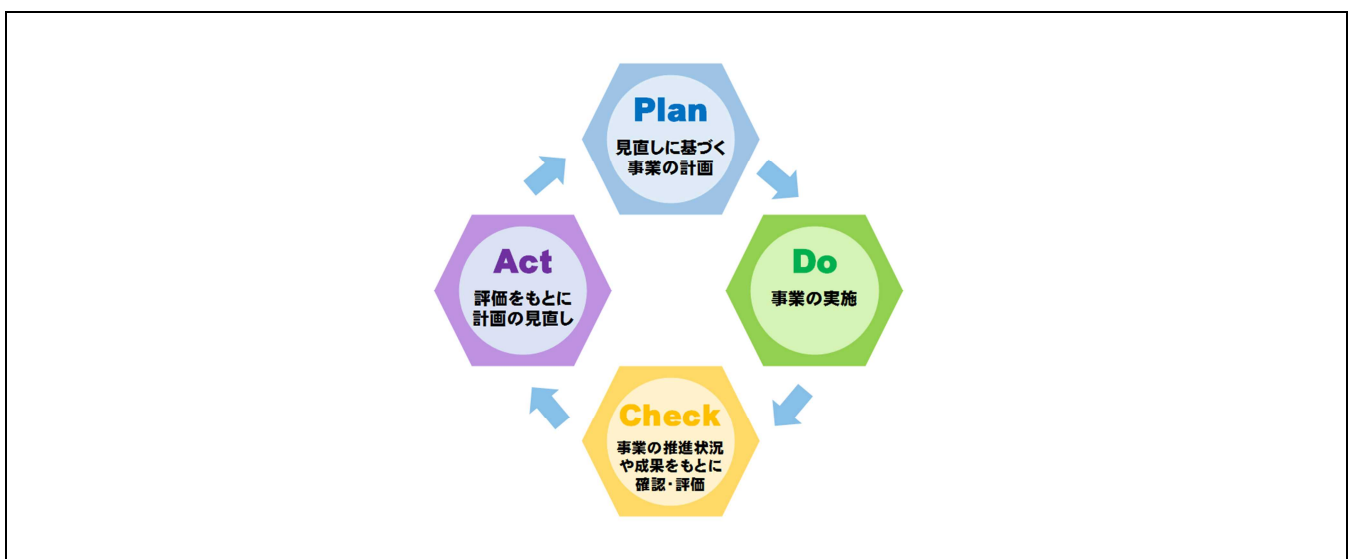 Plan
見直しに基づく
事業の計画
Do
事業の実施
Check
事業の推進状況
や成果をもとに
確認・評価
Act
評価をもとに
計画の見直し